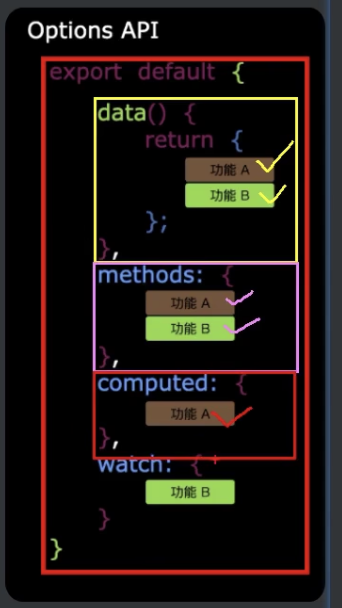 Options API
export default {
data() {
return {
功能 A
功能 B
};
},
methods: {
功能 A
功能 B
},
computed: {
功能 A
},
watch: {
功能 B
}
}